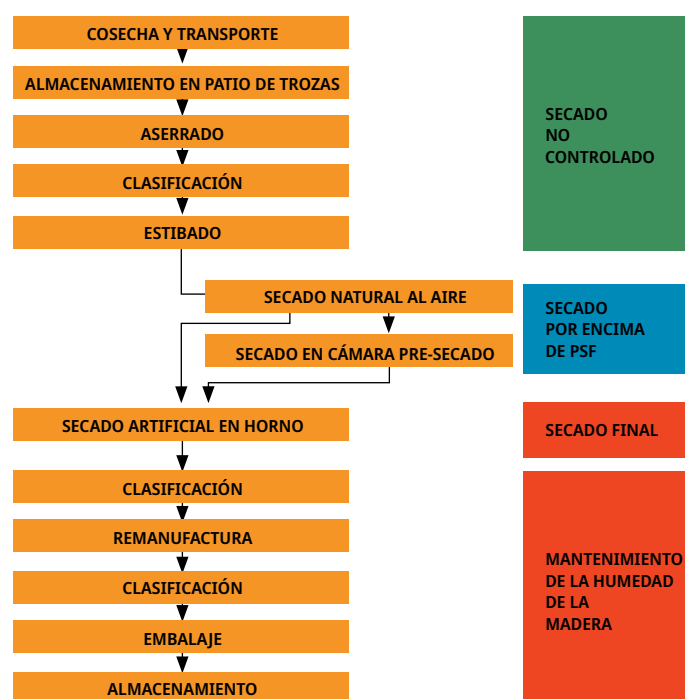 COSECHA Y TRANSPORTE
ALMACENAMIENTO EN PATIO DE TROZAS
ASERRADO
CLASIFICACIÓN
ESTIBADO
SECADO
NO
CONTROLADO
SECADO NATURAL AL AIRE
SECADO EN CÁMARA PRE-SECADO
SECADO
POR ENCIMA
DE PSF
SECADO ARTIFICIAL EN HORNO
SECADO FINAL
CLASIFICACIÓN
REMANUFACTURA
CLASIFICACIÓN
EMBALAJE
ALMACENAMIENTO
MANTENIMIENTO
DE LA HUMEDAD
DE LA
MADERA